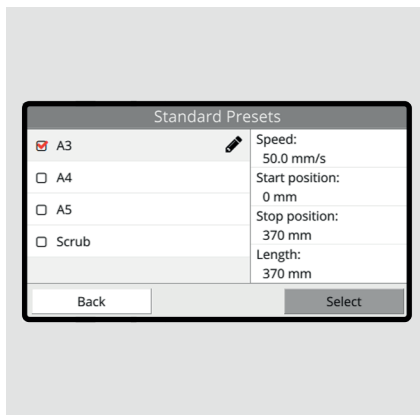 Standard Presets
A3
A4
A5
Scrub
Speed:
50.0 mm/s
Start position:
0 mm
Stop position:
370 mm
Length:
370 mm
Back
Select